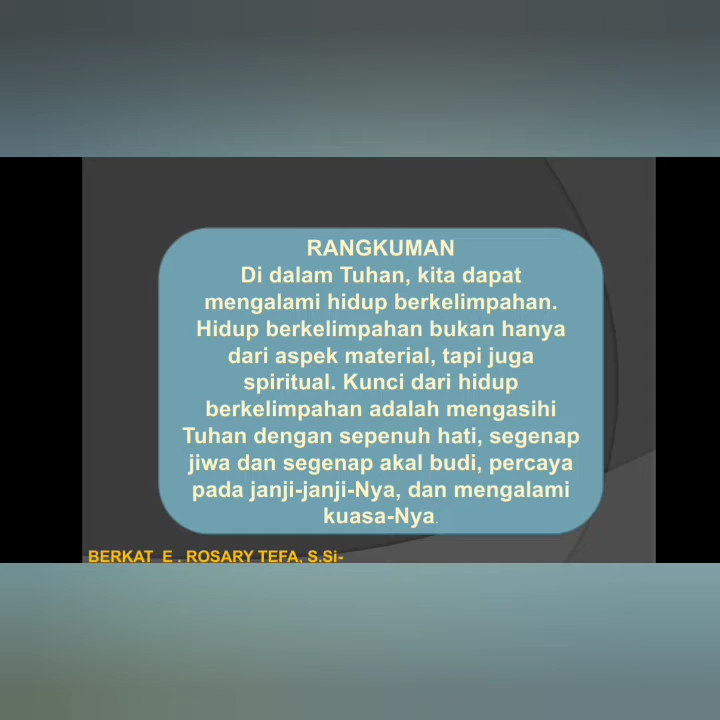 RANGKUMAN
Di dalam Tuhan, kita dapat
mengalami hidup berkelimpahan.
Hidup berkelimpahan bukan hanya
dari aspek material, tapi juga
spiritual. Kunci dari hidup
berkelimpahan adalah mengasihi
Tuhan dengan sepenuh hati, segenap
jiwa dan segenap akal budi, percaya
pada janji-janji-Nya, dan mengalami
kuasa-Nya.
BERKAT E . ROSARY TEFA, S.Si-